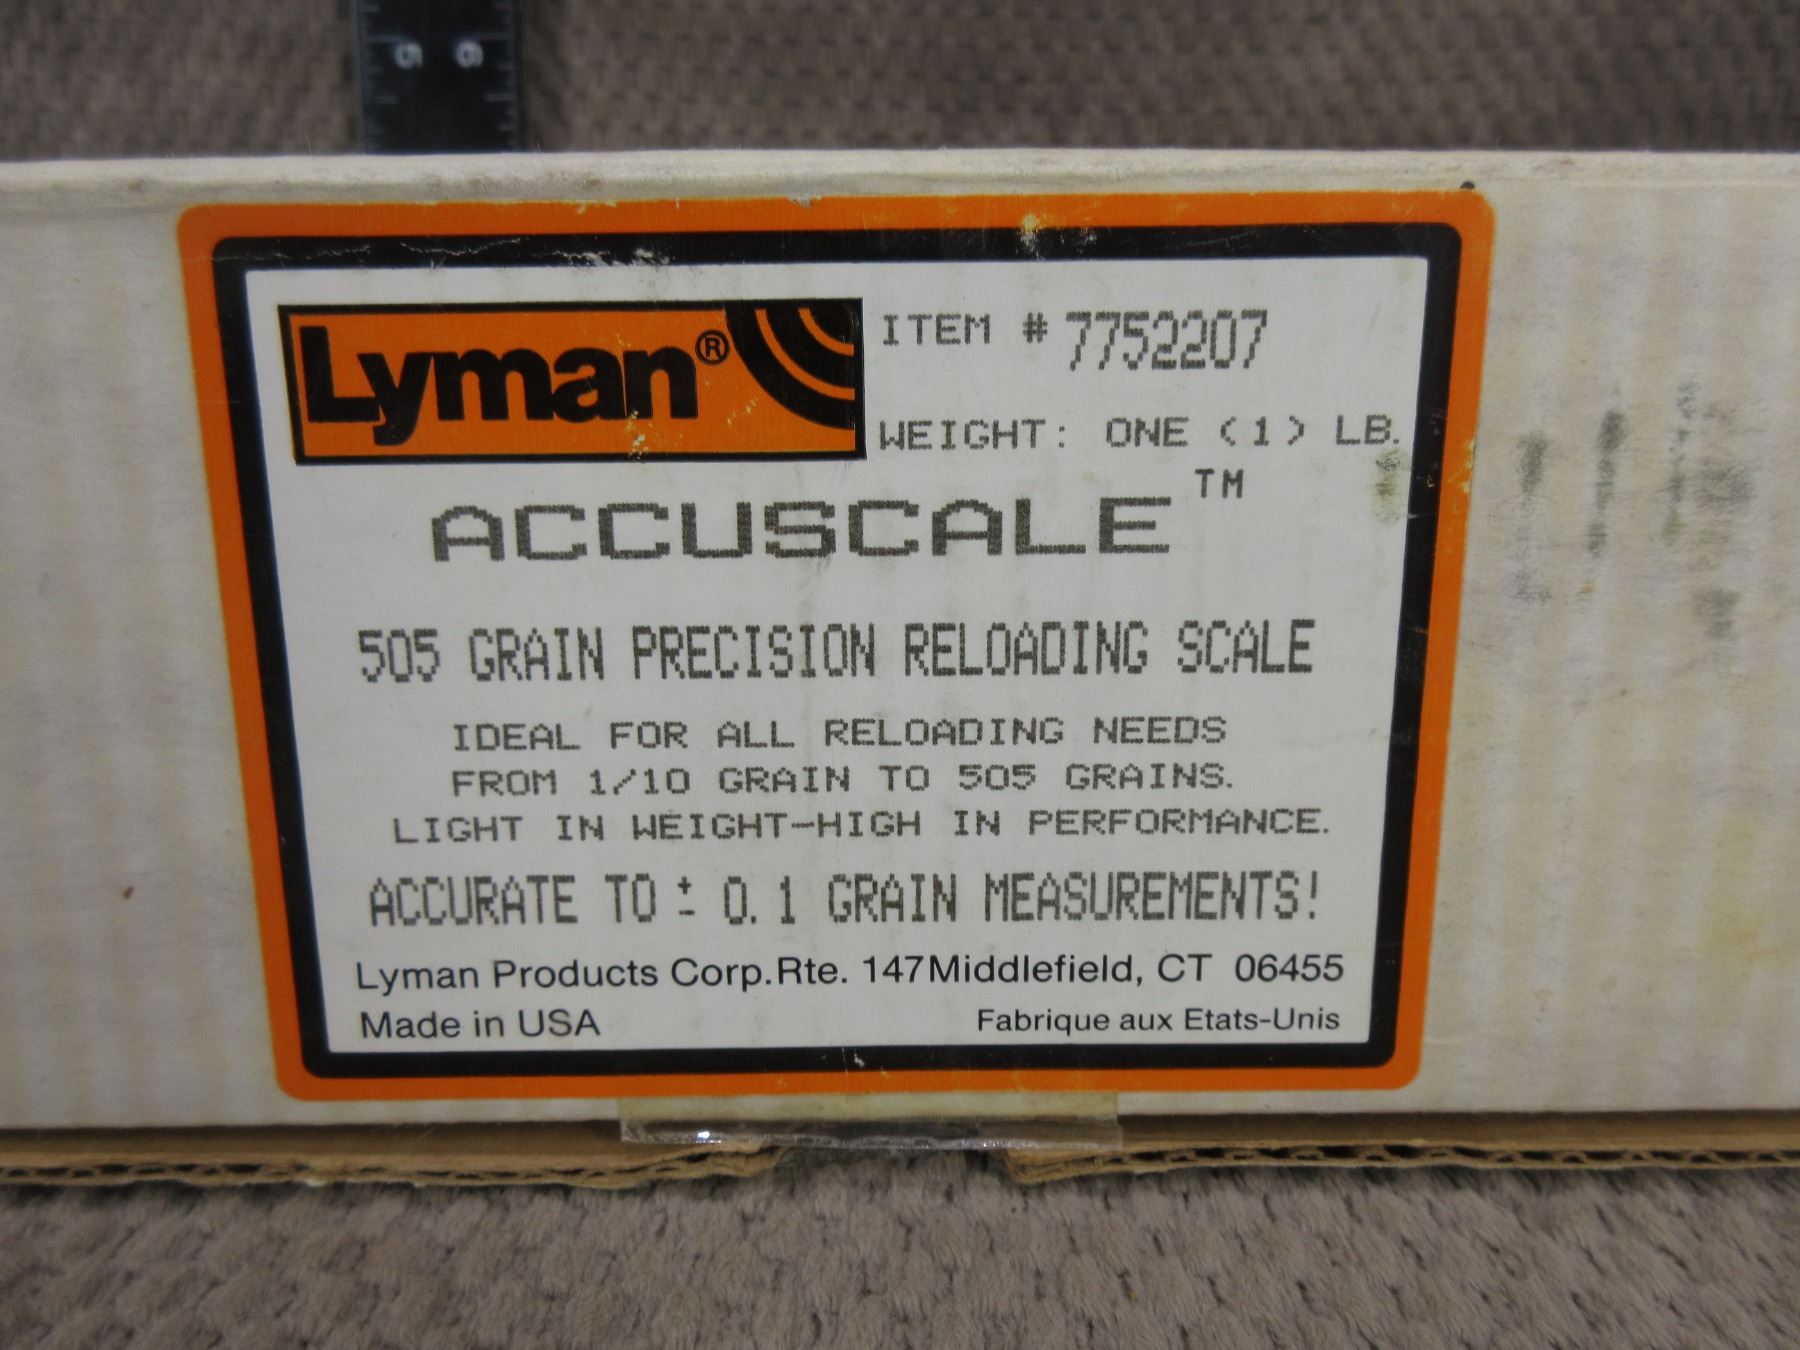 5 6
Lyman®
ITEM # 7752207
WEIGHT: ONE (1) LB.
ACCUSCALE™
505 GRAIN PRECISION RELOADING SCALE
IDEAL FOR ALL RELOADING NEEDS
FROM 1/10 GRAIN TO 505 GRAINS.
LIGHT IN WEIGHT-HIGH IN PERFORMANCE.
ACCURATE TO ± 0.1 GRAIN MEASUREMENTS!
Lyman Products Corp.Rte. 147Middlefield, CT 06455
Made in USA
Fabrique aux Etats-Unis